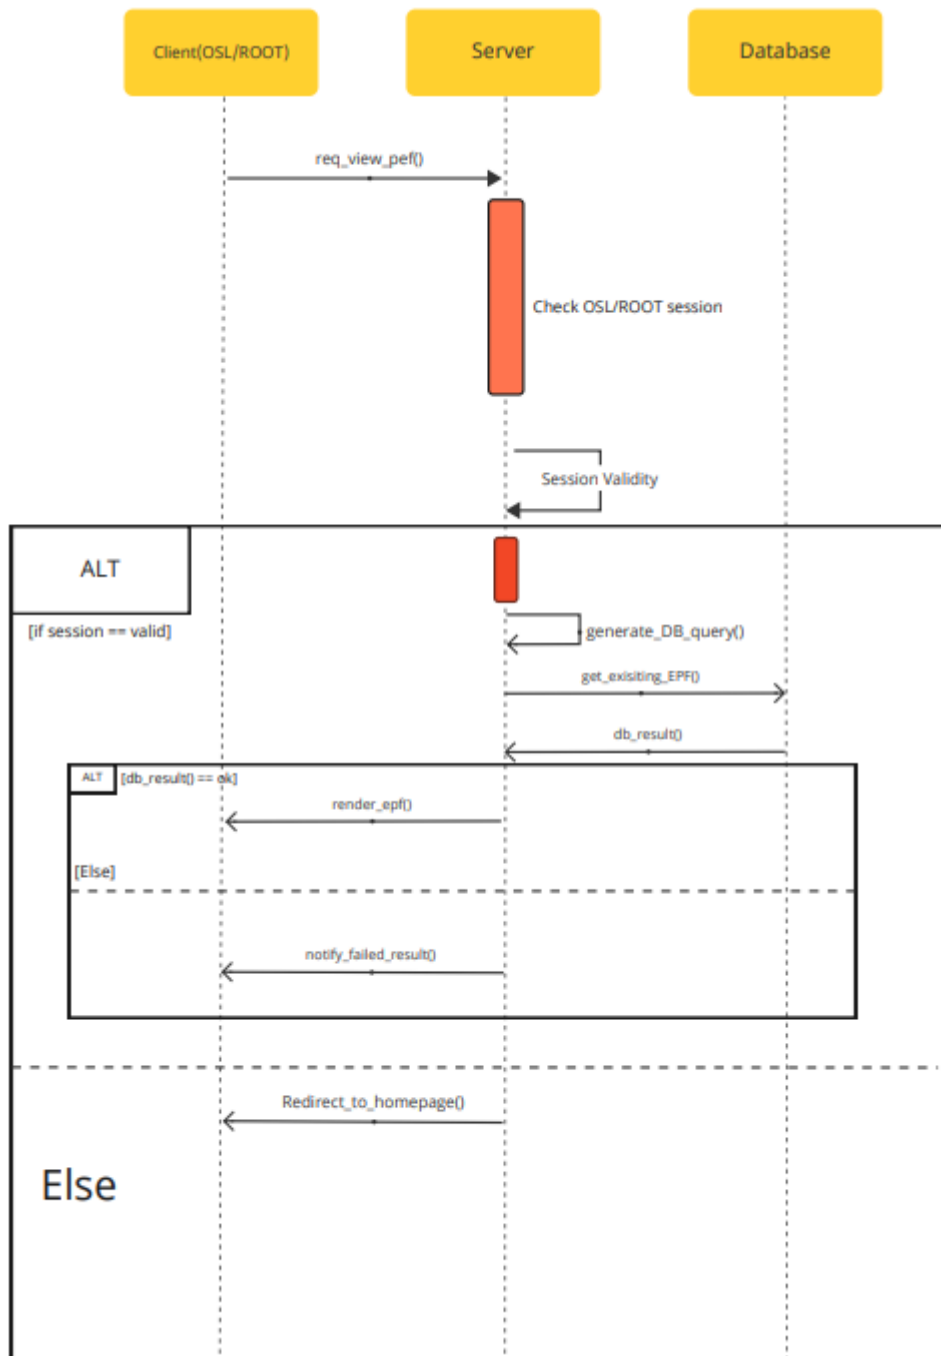 Client(OSL/ROOT)
Server
Database
req_view_pef()
Check OSL/ROOT session
Session Validity
ALT
[if session == valid]
generate_DB_query()
get_exisiting_EPF()
db_result()
ALT
[db_result() == ok]
render_epf()
[Else]
notify_failed_result()
Redirect_to_homepage()
Else